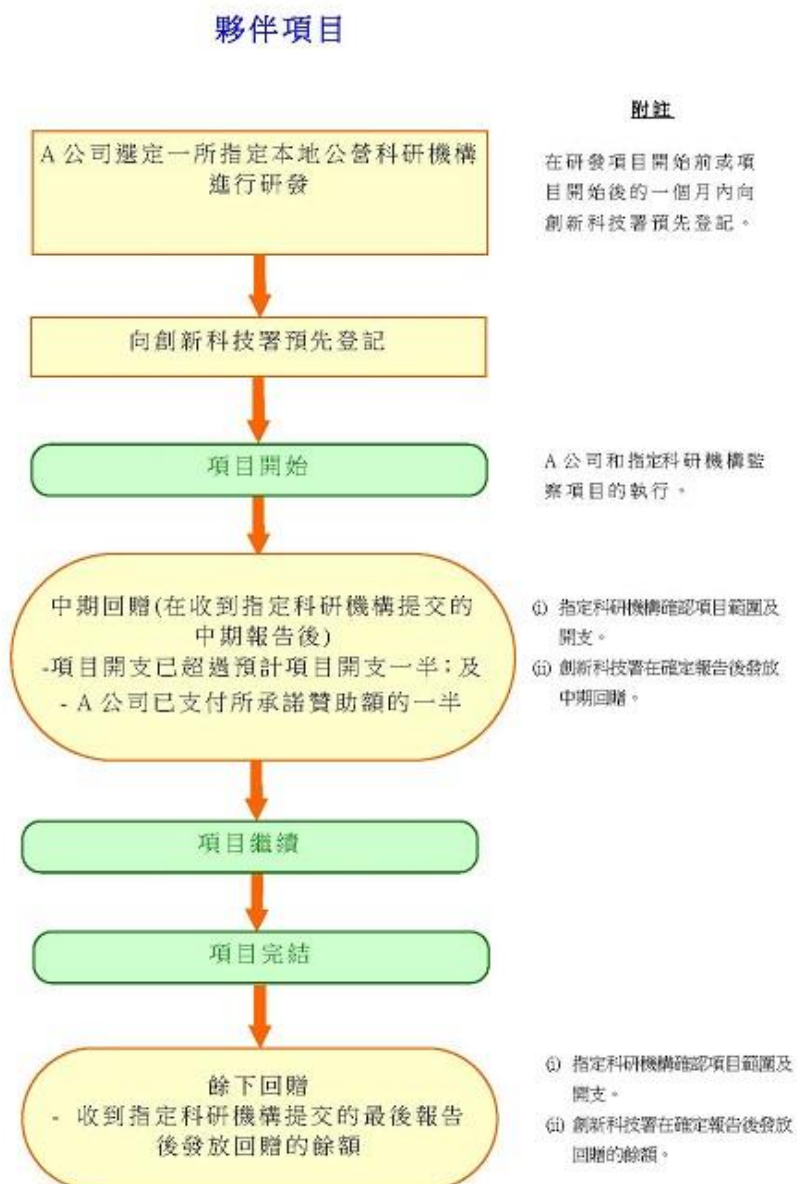 夥伴項目
附註
A公司選定一所指定本地公營科研機構
進行研發
在研發項目開始前或項
目開始後的一個月內向
創新科技署預先登記。
向創新科技署預先登記
項目開始
A公司和指定科研機構監
察項目的執行。
中期回贈(在收到指定科研機構提交的
中期報告後)
-項目開支已超過預計項目開支一半；及
- A公司已支付所承諾贊助額的一半
(i) 指定科研機構確認項目範圍及
開支。
(ii) 創新科技署在確定報告後發放
中期回贈。
項目繼續
項目完結
餘下回贈
- 收到指定科研機構提交的最後報告
後發放回贈的餘額
(i) 指定科研機構確認項目範圍及
開支。
(ii) 創新科技署在確定報告後發放
回贈的餘額。